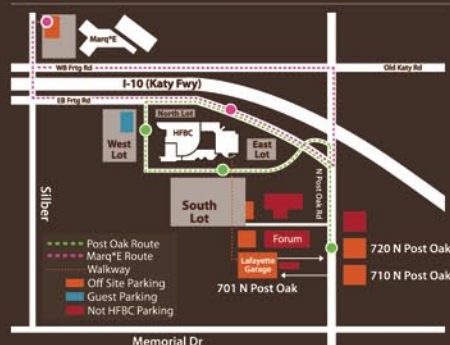 Marq*E
WB Frtg Rd
Old Katy Rd
I-10 (Katy Fwy)
EB Frtg Rd
North Lot
HFBC
West
Lot
East
Lot
Silber
N Post Oak Rd
South
Lot
Forum
Lafayette
Garage
701 N Post Oak
720 N Post Oak
710 N Post Oak
Post Oak Route
Marq*E Route
Walkway
Off Site Parking
Guest Parking
Not HFBC Parking
Memorial Dr